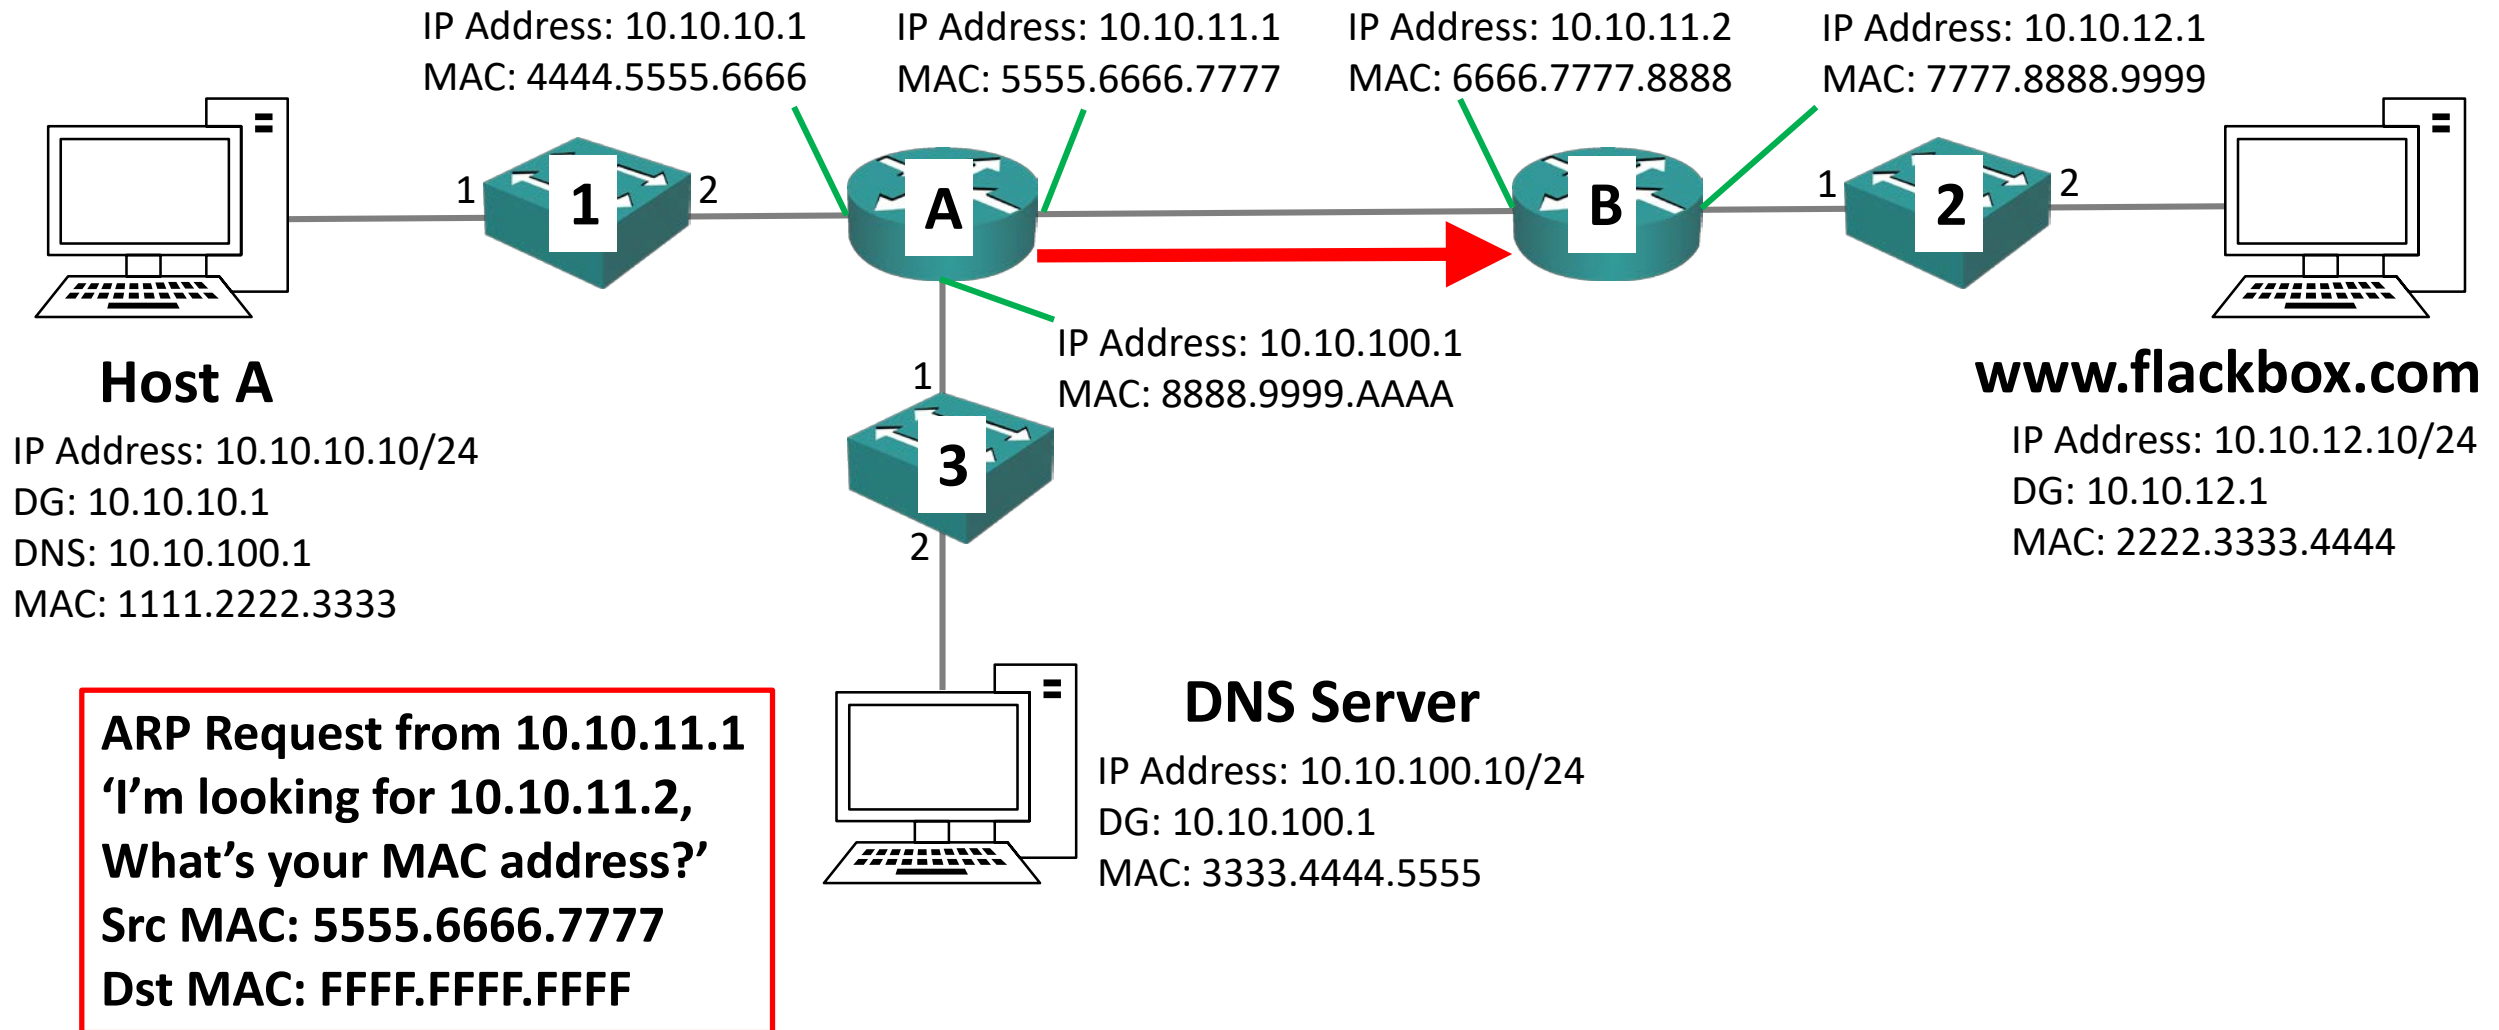 IP Address: 10.10.10.1
MAC: 4444.5555.6666
IP Address: 10.10.11.1
MAC: 5555.6666.7777
IP Address: 10.10.11.2
MAC: 6666.7777.8888
IP Address: 10.10.12.1
MAC: 7777.8888.9999
1
1
2
A
B
1
2
2
IP Address: 10.10.100.1
MAC: 8888.9999.AAAA
1
3
2
Host A
IP Address: 10.10.10.10/24
DG: 10.10.10.1
DNS: 10.10.100.1
MAC: 1111.2222.3333
www.flackbox.com
IP Address: 10.10.12.10/24
DG: 10.10.12.1
MAC: 2222.3333.4444
ARP Request from 10.10.11.1
‘I’m looking for 10.10.11.2,
What’s your MAC address?’
Src MAC: 5555.6666.7777
Dst MAC: FFFF.FFFF.FFFF
DNS Server
IP Address: 10.10.100.10/24
DG: 10.10.100.1
MAC: 3333.4444.5555